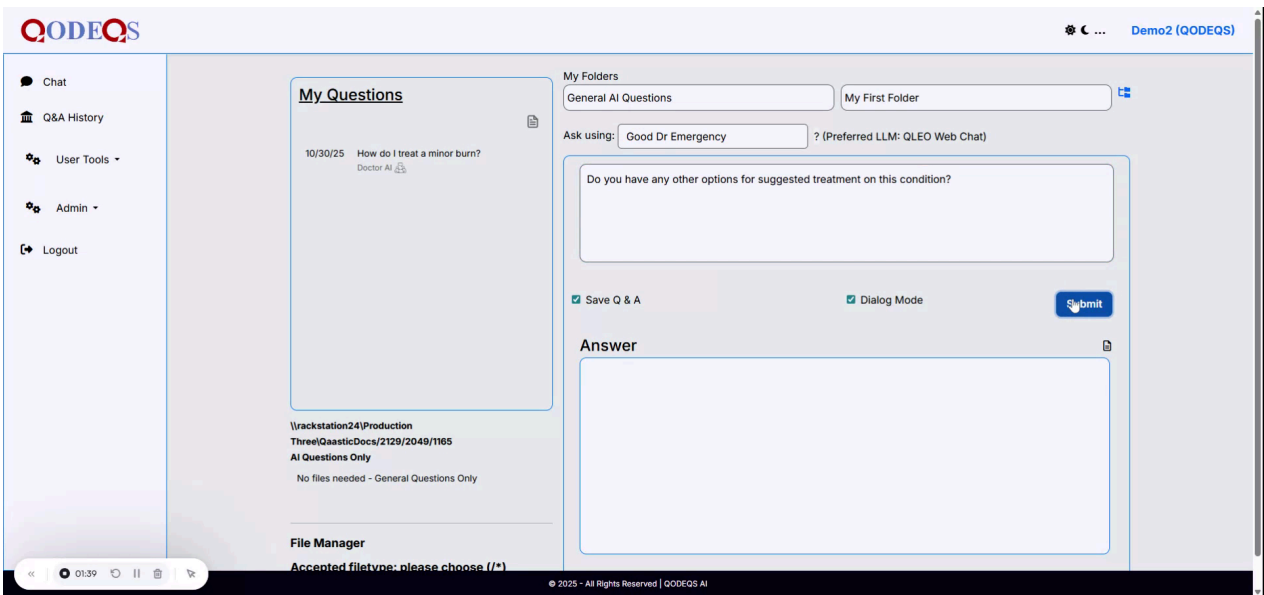 QODEQS
... Demo2 (QODEQS)
Chat
Q&A History
User Tools
Admin
Logout
My Questions
10/30/25 How do I treat a minor burn?
Doctor AI
\\rackstation24\Production
Three\QaasticDocs/2129/2049/1165
AI Questions Only
No files needed - General Questions Only
File Manager
Accepted filetype: please choose (/*)
My Folders
General AI Questions My First Folder
Ask using: Good Dr Emergency ? (Preferred LLM: QLEO Web Chat)
Do you have any other options for suggested treatment on this condition?
Save Q & A Dialog Mode Submit
Answer
01:39
© 2025 - All Rights Reserved | QODEQS AI